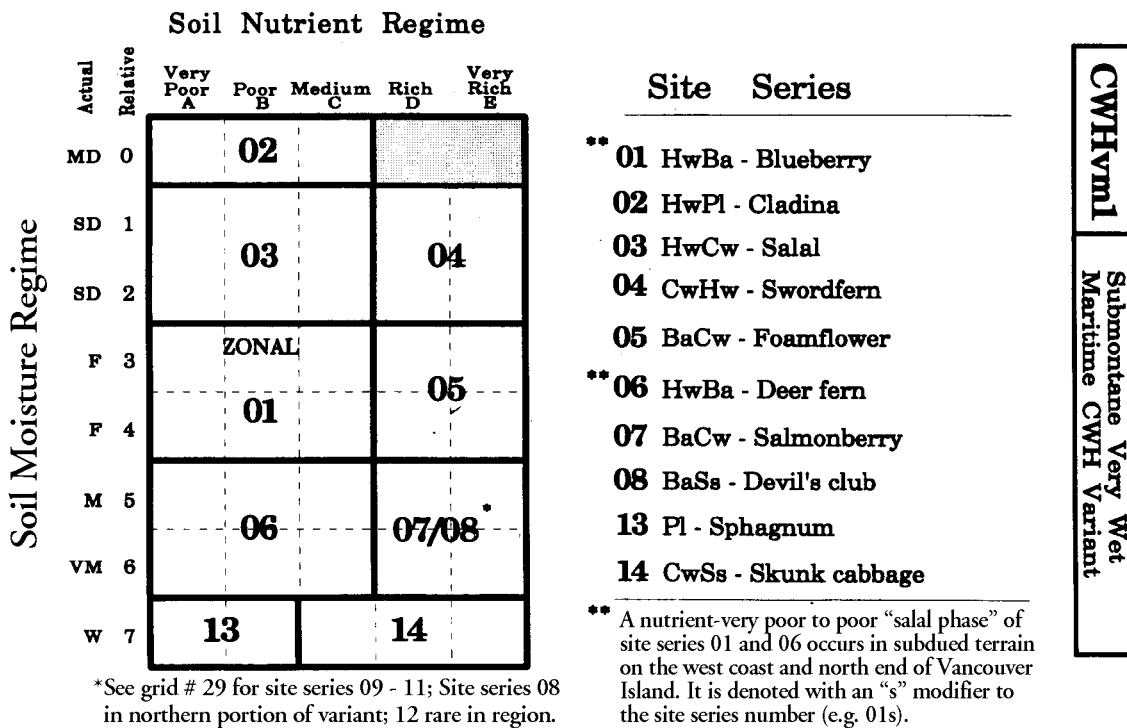 Soil Nutrient Regime
Actual
Relative
Very Poor A
Poor B
Medium C
Rich D
Very Rich E
Soil Moisture Regime
MD 0
02
SD 1
03
04
SD 2
F 3
ZONAL
05
01
F 4
M 5
06
07/08*
VM 6
W 7
13
14
*See grid # 29 for site series 09 - 11; Site series 08
in northern portion of variant; 12 rare in region.
Site Series
** 01 HwBa - Blueberry
02 HwPl - Cladina
03 HwCw - Salal
04 CwHw - Swordfern
05 BaCw - Foamflower
** 06 HwBa - Deer fern
07 BaCw - Salmonberry
08 BaSs - Devil's club
13 Pl - Sphagnum
14 CwSs - Skunk cabbage
** A nutrient-very poor to poor “salal phase” of
site series 01 and 06 occurs in subdued terrain
on the west coast and north end of Vancouver
Island. It is denoted with an “s” modifier to
the site series number (e.g. 01s).
CWHvm1
Submontane Very Wet
Maritime CWH Variant